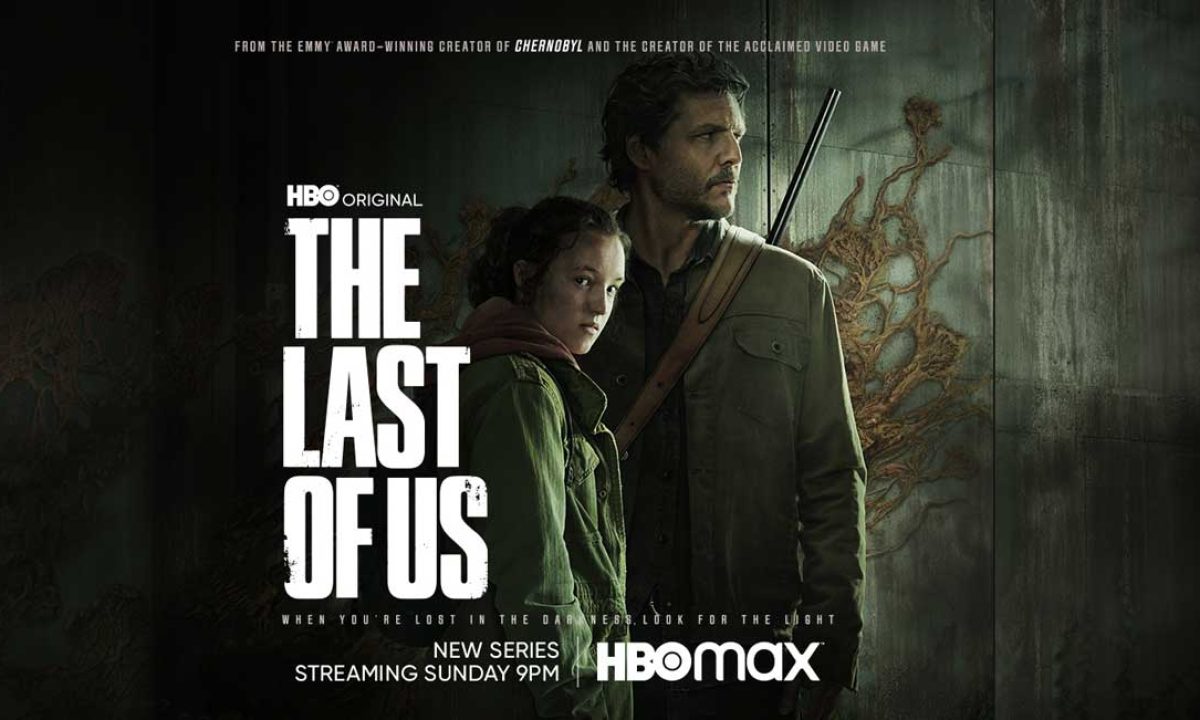 FROM THE EMMY® AWARD-WINNING CREATOR OF CHERNOBYL AND THE CREATOR OF THE ACCLAIMED VIDEO GAME
HBO ORIGINAL
THE
LAST
OF US
WHEN YOU'RE LOST IN THE DARKNESS, LOOK FOR THE LIGHT
NEW SERIES
STREAMING SUNDAY 9PM
HBOmax